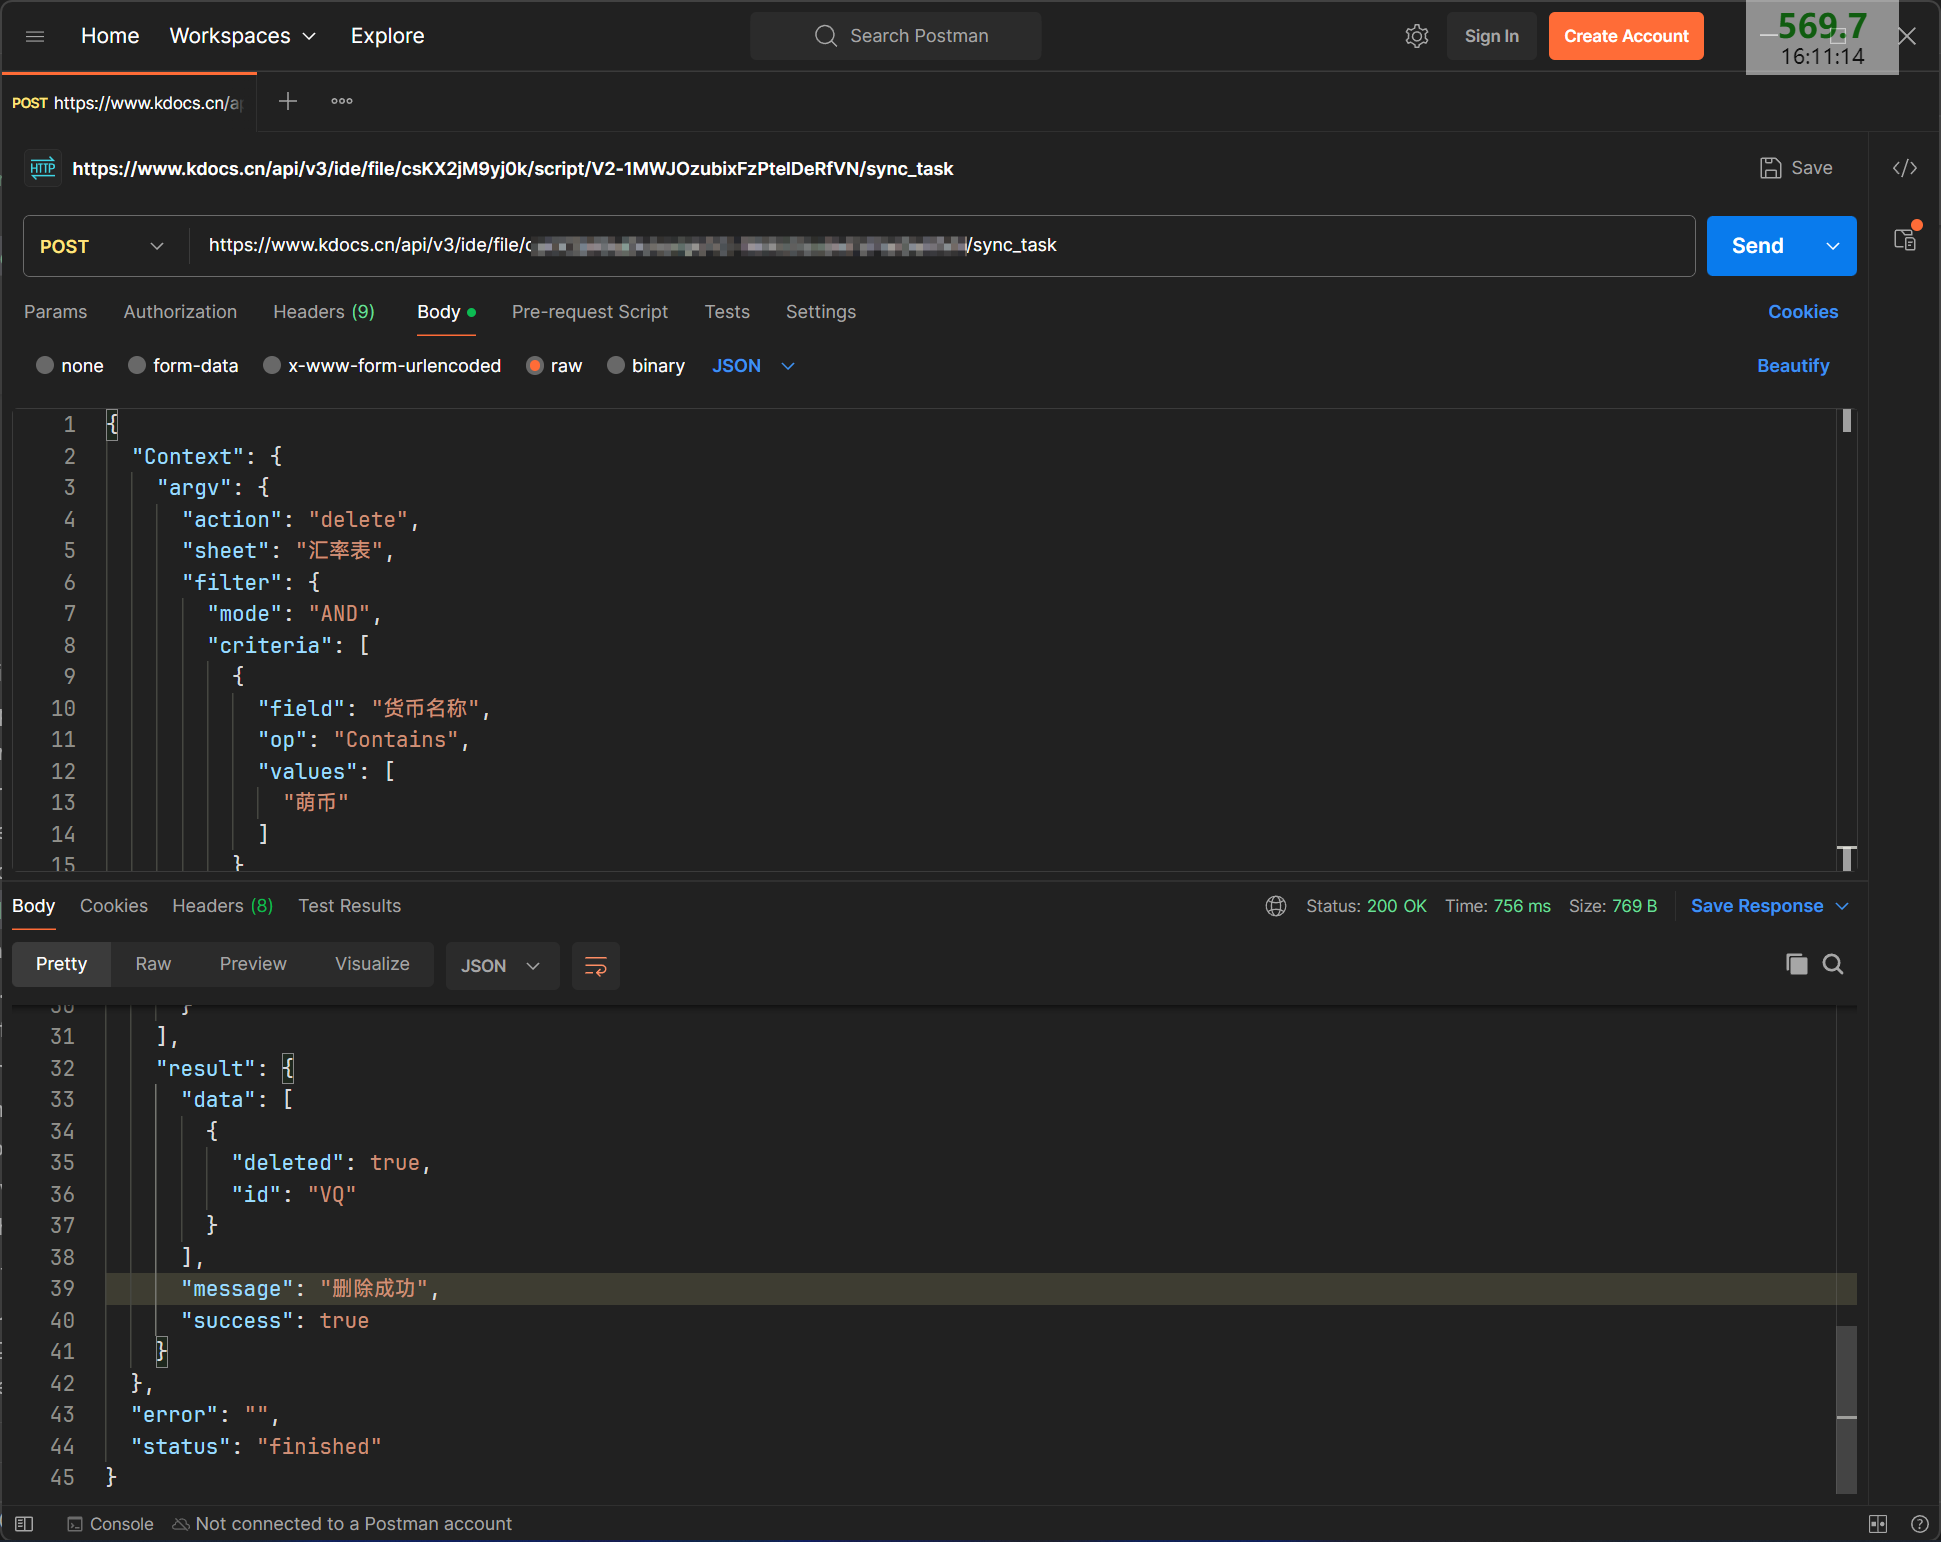 Home Workspaces Explore Search Postman Sign In Create Account 569.7
16:11:14
POST https://www.kdocs.cn/ap
HTTP https://www.kdocs.cn/api/v3/ide/file/csKX2jM9yj0k/script/V2-1MWJOzubixFzPteIDeRfVN/sync_task Save </>
POST https://www.kdocs.cn/api/v3/ide/file/c /sync_task Send
Params Authorization Headers (9) Body Pre-request Script Tests Settings Cookies
none form-data x-www-form-urlencoded raw binary JSON Beautify
1 {
2 "Context": {
3 "argv": {
4 "action": "delete",
5 "sheet": "汇率表",
6 "filter": {
7 "mode": "AND",
8 "criteria": [
9 {
10 "field": "货币名称",
11 "op": "Contains",
12 "values": [
13 "萌币"
14 ]
15 }
Body Cookies Headers (8) Test Results Status: 200 OK Time: 756 ms Size: 769 B Save Response
Pretty Raw Preview Visualize JSON
30 }
31 ],
32 "result": {
33 "data": [
34 {
35 "deleted": true,
36 "id": "VQ"
37 }
38 ],
39 "message": "删除成功",
40 "success": true
41 }
42 },
43 "error": "",
44 "status": "finished"
45 }
Console Not connected to a Postman account